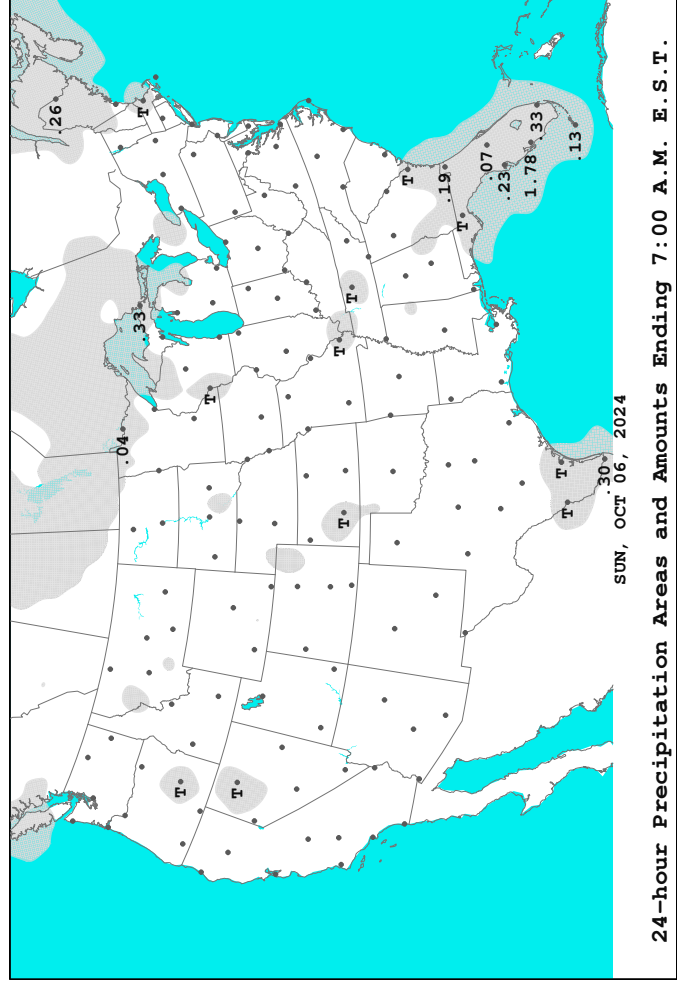 .26
.04
.33
T
T
T
T
T
T
T
T
.19
T
.07
.23
1.78
.33
T
T
.13
.30
SUN, OCT 06, 2024
24-hour Precipitation Areas and Amounts Ending 7:00 A.M. E.S.T.